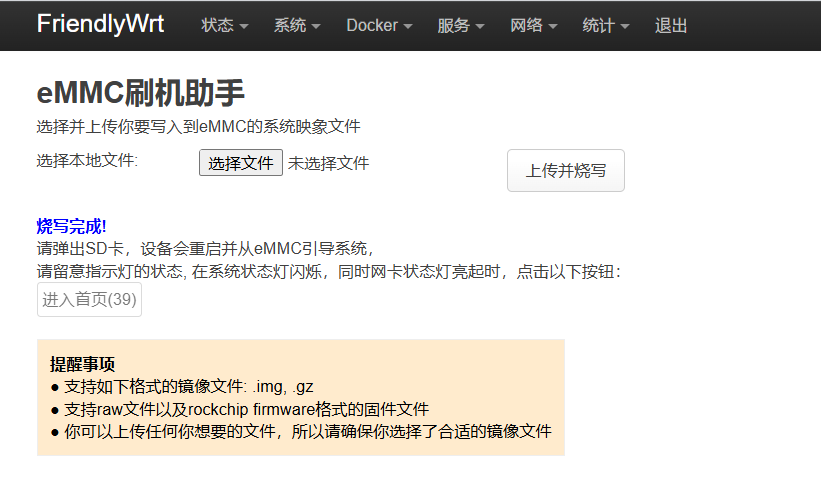 FriendlyWrt 状态 系统 Docker 服务 网络 统计 退出
eMMC刷机助手
选择并上传你要写入到eMMC的系统映象文件
选择本地文件: 选择文件 未选择文件 上传并烧写
烧写完成!
请弹出SD卡，设备会重启并从eMMC引导系统，
请留意指示灯的状态, 在系统状态灯闪烁，同时网卡状态灯亮起时，点击以下按钮：
进入首页(39)
提醒事项
● 支持如下格式的镜像文件: .img, .gz
● 支持raw文件以及rockchip firmware格式的固件文件
● 你可以上传任何你想要的文件，所以请确保你选择了合适的镜像文件